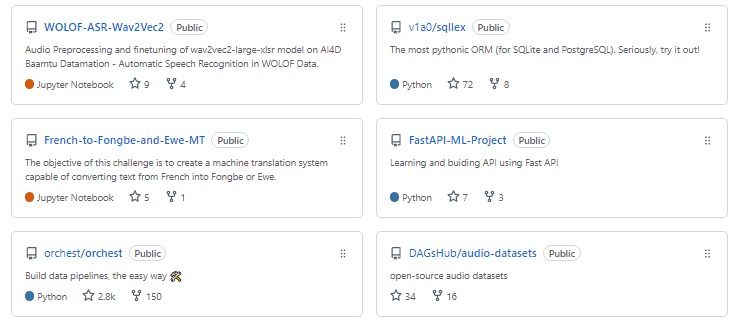 WOLOF-ASR-Wav2Vec2 Public
Audio Preprocessing and finetuning of wav2vec2-large-xlsr model on AI4D
Baamtu Datamation - Automatic Speech Recognition in WOLOF Data.
Jupyter Notebook 9 4
v1a0/sqllex Public
The most pythonic ORM (for SQLite and PostgreSQL). Seriously, try it out!
Python 72 8
French-to-Fongbe-and-Ewe-MT Public
The objective of this challenge is to create a machine translation system
capable of converting text from French into Fongbe or Ewe.
Jupyter Notebook 5 1
FastAPI-ML-Project Public
Learning and buiding API using Fast API
Python 7 3
orchest/orchest Public
Build data pipelines, the easy way 🛠️
Python 2.8k 150
DAGsHub/audio-datasets Public
open-source audio datasets
34 16